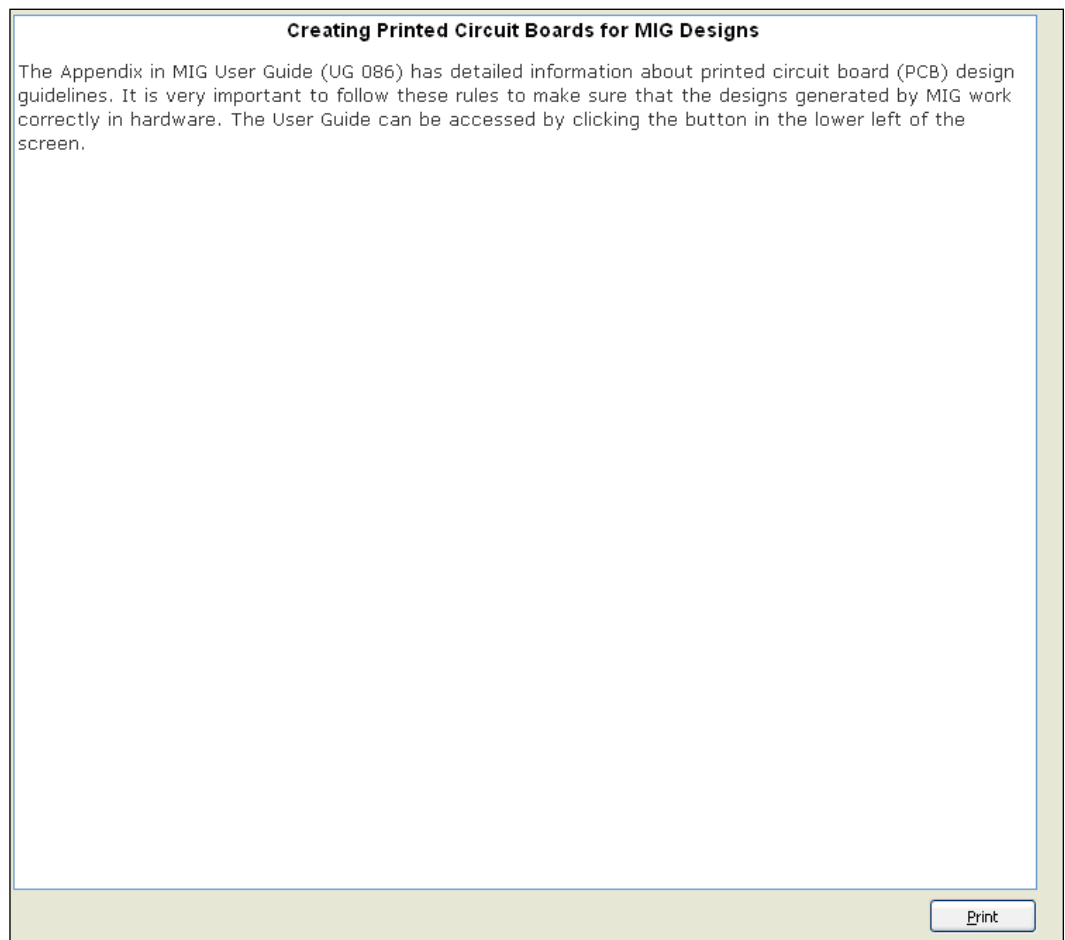 Creating Printed Circuit Boards for MIG Designs
The Appendix in MIG User Guide (UG 086) has detailed information about printed circuit board (PCB) design
guidelines. It is very important to follow these rules to make sure that the designs generated by MIG work
correctly in hardware. The User Guide can be accessed by clicking the button in the lower left of the
screen.
Print